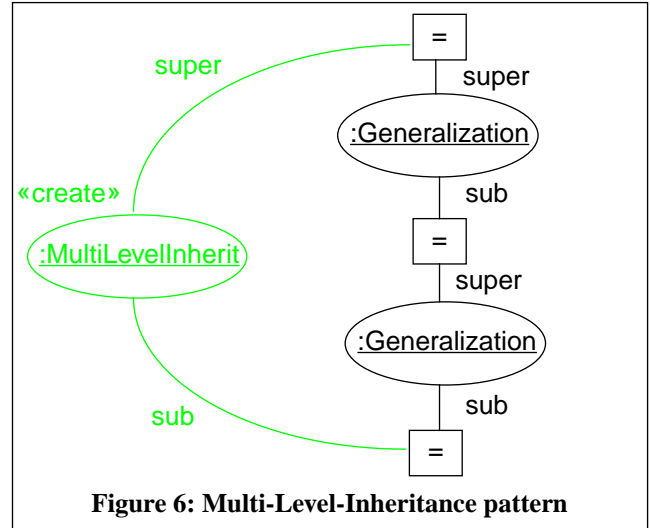 =
super
super
:Generalization
«create»
sub
:MultiLevelInherit
=
super
:Generalization
sub
sub
=
Figure 6: Multi-Level-Inheritance pattern